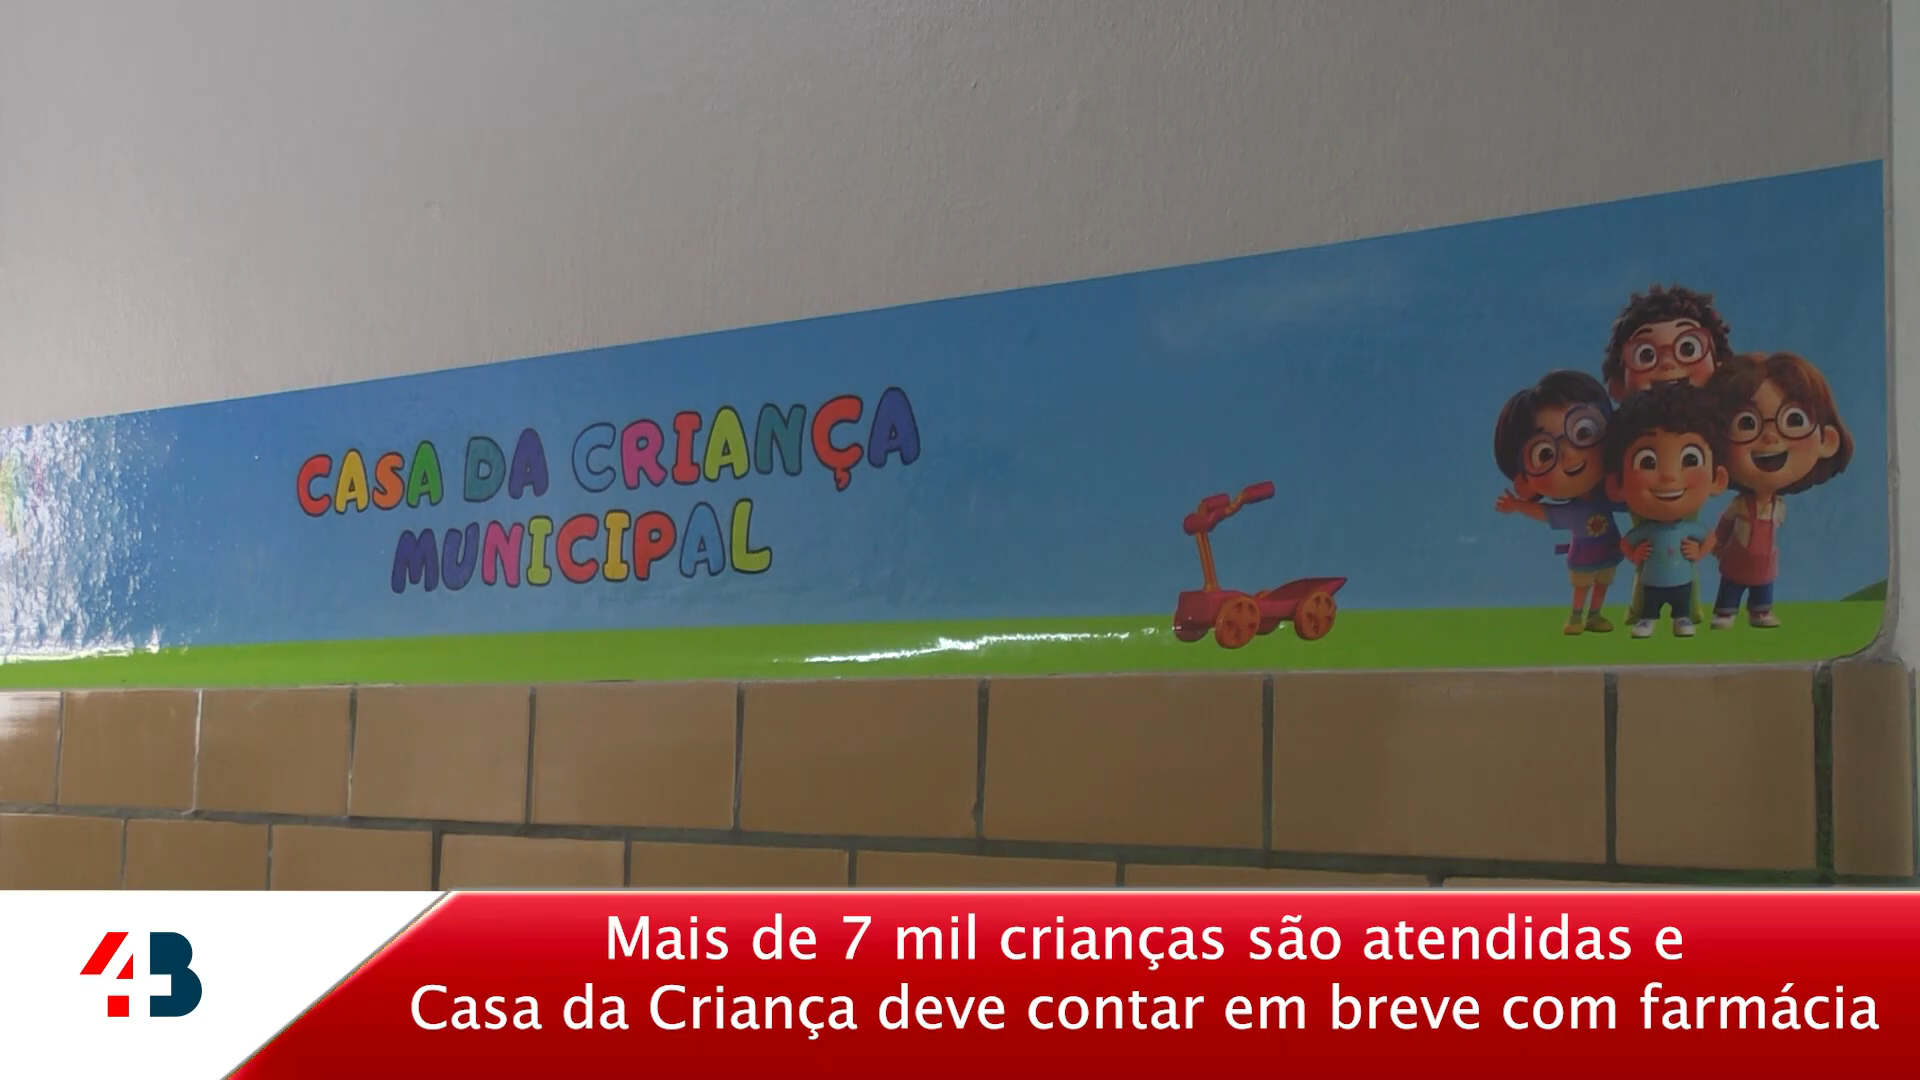 CASA DA CRIANÇA
MUNICIPAL
4B
Mais de 7 mil crianças são atendidas e
Casa da Criança deve contar em breve com farmácia